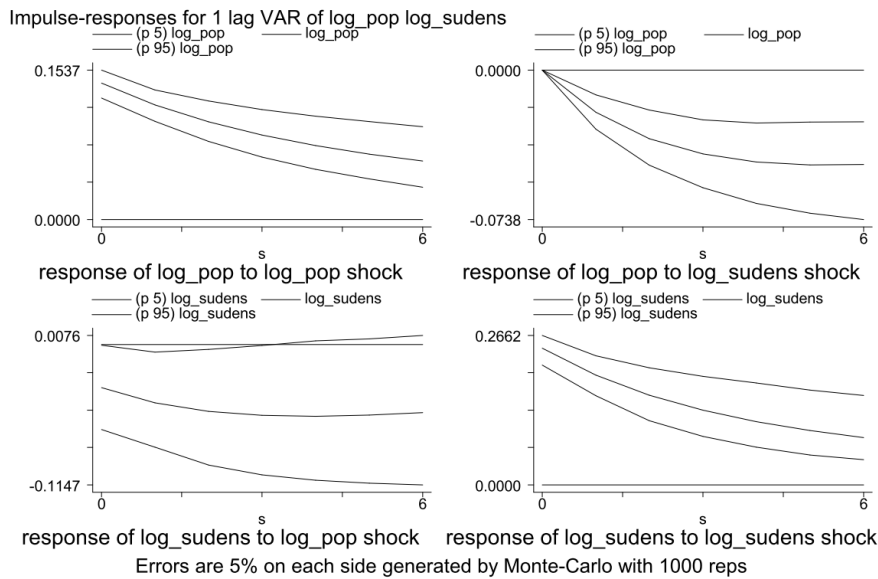 Impulse-responses for 1 lag VAR of log_pop log_sudens
(p 5) log_pop log_pop
(p 95) log_pop
0.1537
0.0000
0 6
s
response of log_pop to log_pop shock
(p 5) log_pop log_pop
(p 95) log_pop
0.0000
-0.0738
0 6
s
response of log_pop to log_sudens shock
(p 5) log_sudens log_sudens
(p 95) log_sudens
0.0076
-0.1147
0 6
s
response of log_sudens to log_pop shock
(p 5) log_sudens log_sudens
(p 95) log_sudens
0.2662
0.0000
0 6
s
response of log_sudens to log_sudens shock
Errors are 5% on each side generated by Monte-Carlo with 1000 reps